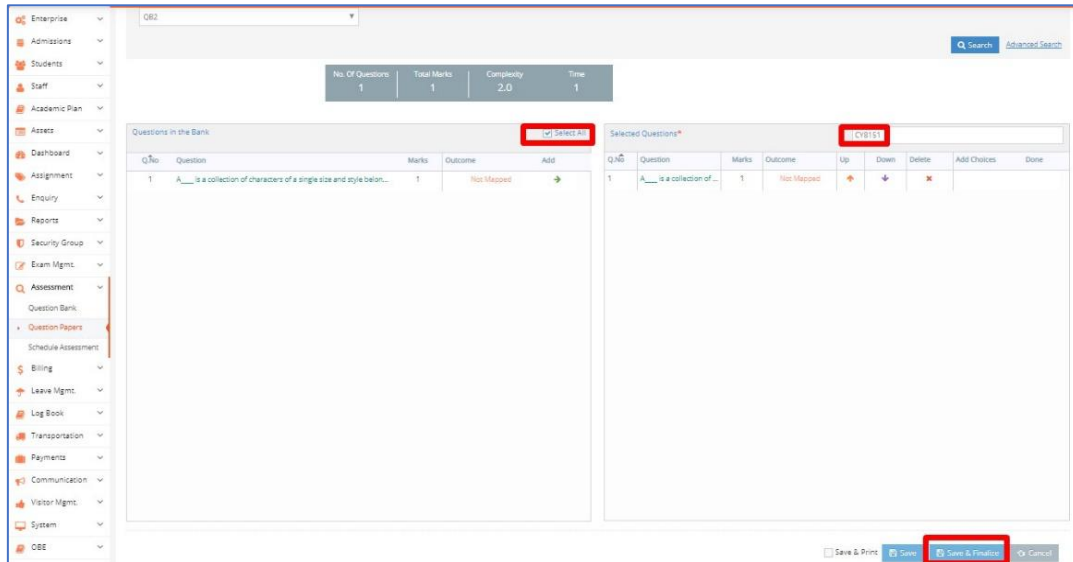 Enterprise
Admissions
Students
Staff
Academic Plan
Assets
Dashboard
Assignment
Enquiry
Reports
Security Group
Exam Mgmt.
Assessment
Question Bank
Question Papers
Schedule Assessment
Billing
Leave Mgmt.
Log Book
Transportation
Payments
Communication
Visitor Mgmt.
System
OBE
QB2
Search Advanced Search
No. Of Questions Total Marks Complexity Time
1 1 2.0 1
Questions in the Bank Select All
Q.No Question Marks Outcome Add
1 A___ is a collection of characters of a single size and style belon... 1 Not Mapped
Selected Questions* CY8151
Q.No Question Marks Outcome Up Down Delete Add Choices Done
1 A___ is a collection of ... 1 Not Mapped
Save & Print Save Save & Finalize Cancel